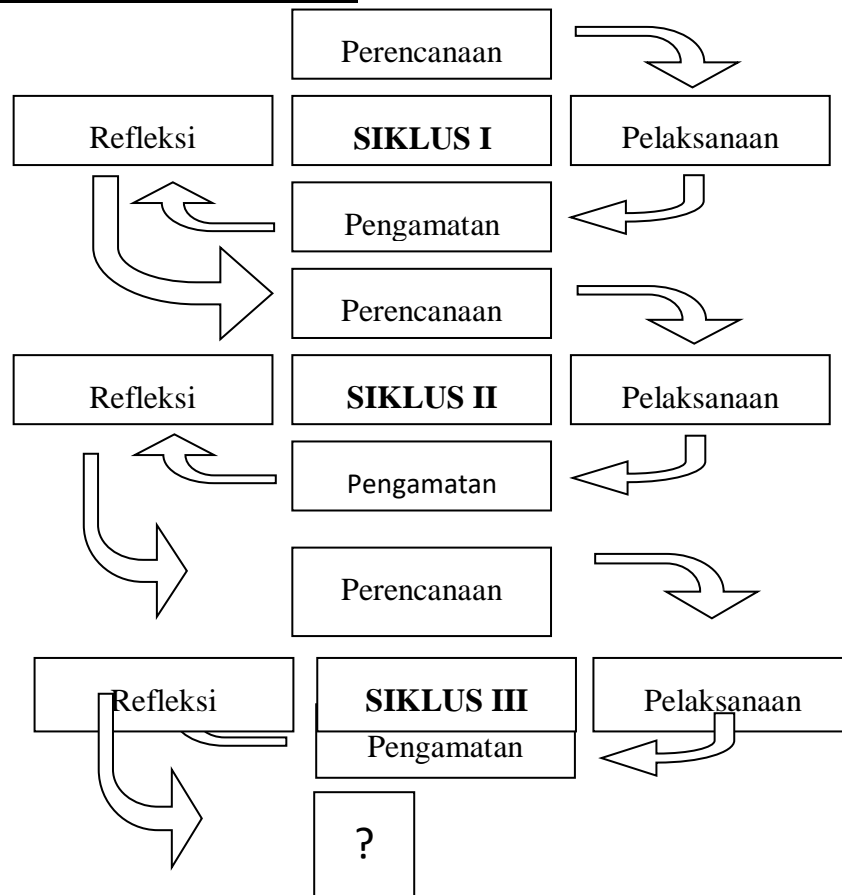 Perencanaan
Refleksi SIKLUS I Pelaksanaan
Pengamatan
Perencanaan
Refleksi SIKLUS II Pelaksanaan
Pengamatan
Perencanaan
Refleksi SIKLUS III Pelaksanaan
Pengamatan
?